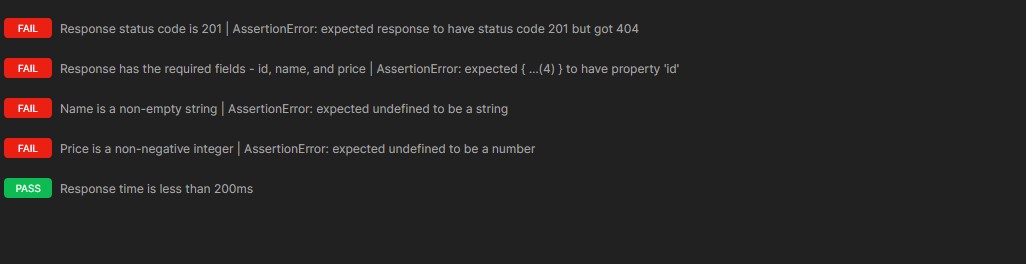 FAIL Response status code is 201 | AssertionError: expected response to have status code 201 but got 404
FAIL Response has the required fields - id, name, and price | AssertionError: expected { ...(4) } to have property 'id'
FAIL Name is a non-empty string | AssertionError: expected undefined to be a string
FAIL Price is a non-negative integer | AssertionError: expected undefined to be a number
PASS Response time is less than 200ms